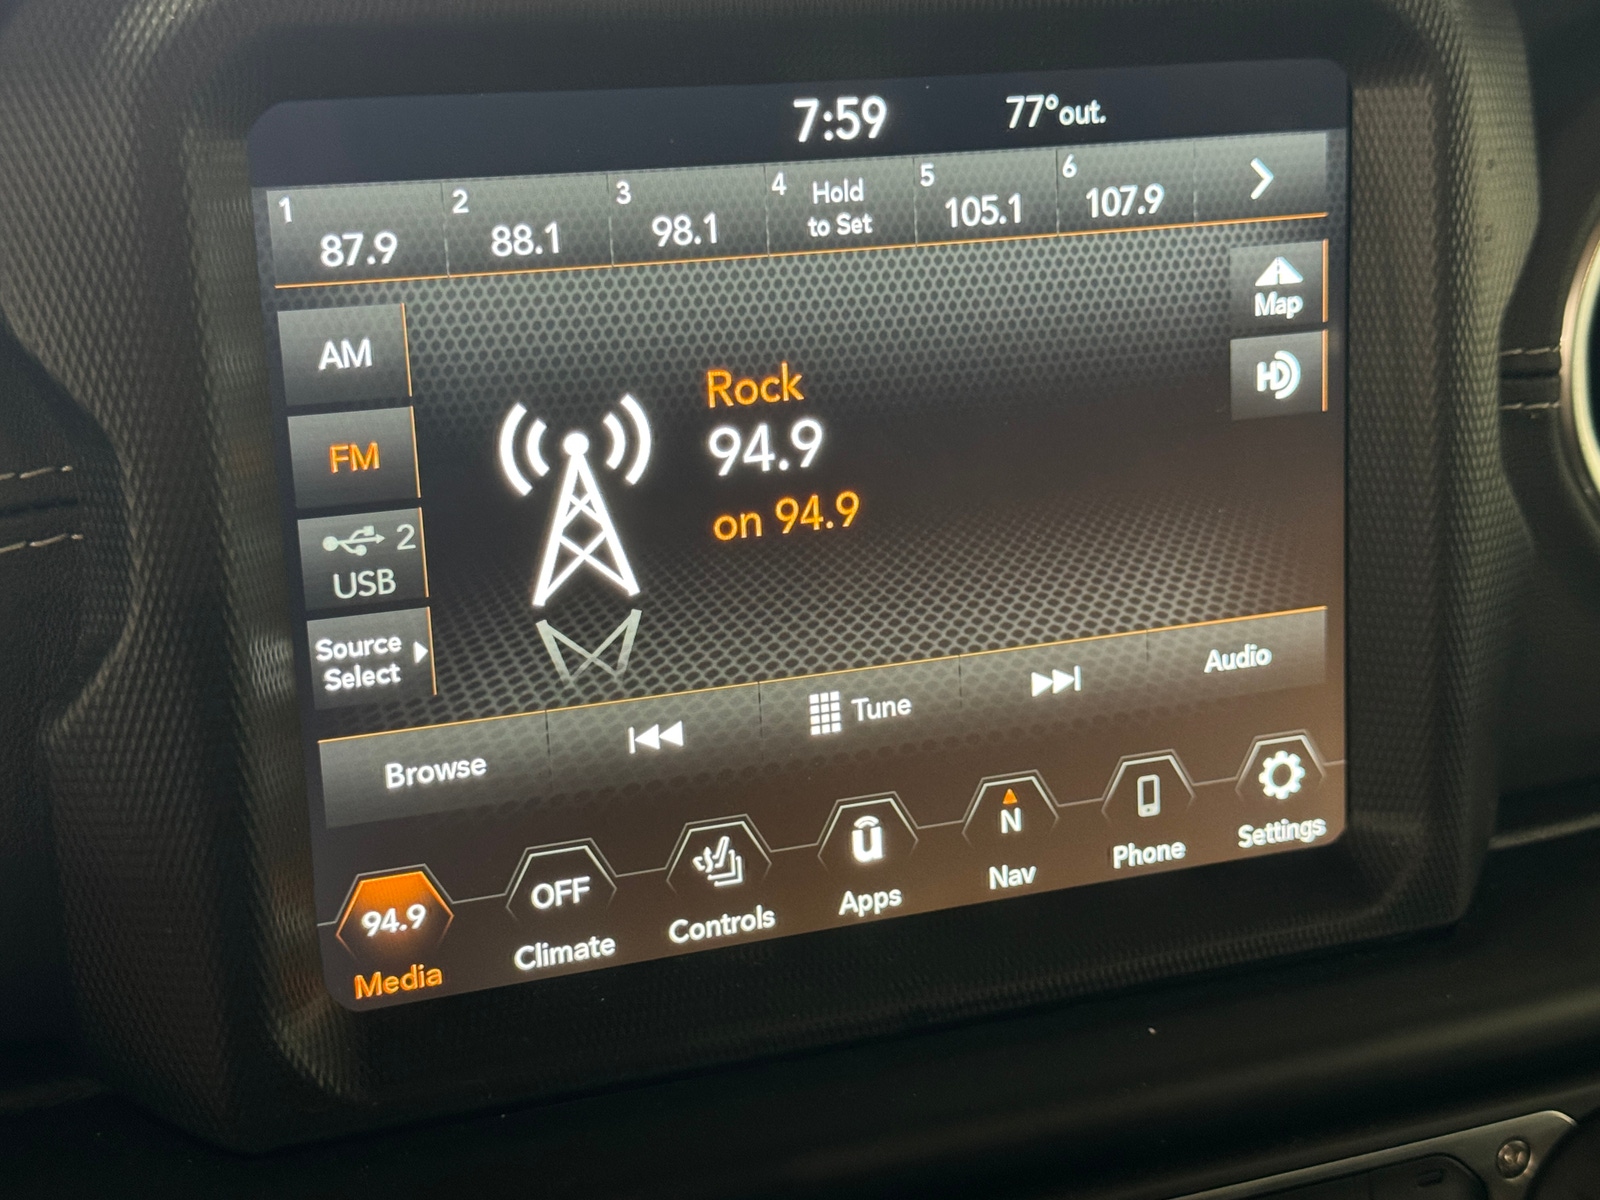 7:59 77°out.
1 2 3 4 Hold 5 6
87.9 88.1 98.1 to Set 105.1 107.9
Map
HD
AM
FM
2
USB
Source
Select
Rock
94.9
on 94.9
Browse Tune Audio
94.9 OFF u N
Media Climate Controls Apps Nav Phone Settings